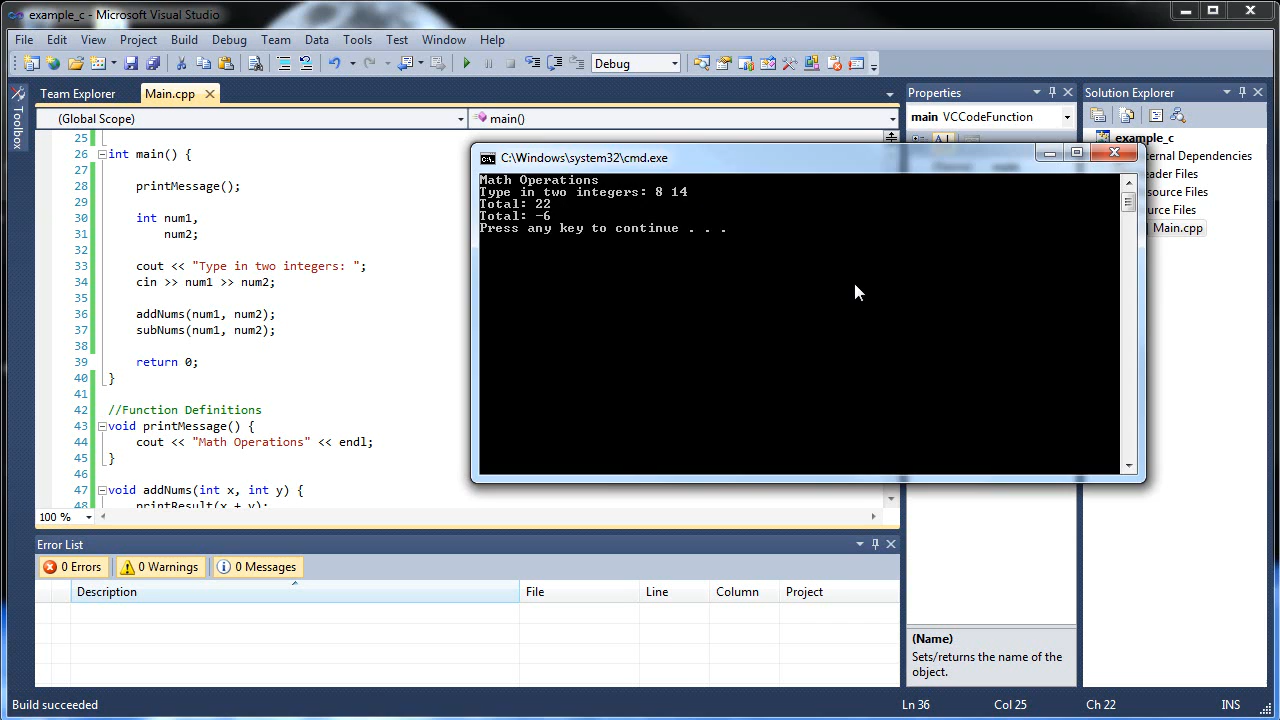 example_c - Microsoft Visual Studio
File Edit View Project Build Debug Team Data Tools Test Window Help
Debug
Toolbox
Team Explorer Main.cpp
(Global Scope) main()
25
26 int main() {
27
28 printMessage();
29
30 int num1,
31 num2;
32
33 cout << "Type in two integers: ";
34 cin >> num1 >> num2;
35
36 addNums(num1, num2);
37 subNums(num1, num2);
38
39 return 0;
40 }
41
42 //Function Definitions
43 void printMessage() {
44 cout << "Math Operations" << endl;
45 }
46
47 void addNums(int x, int y) {
48 printResult(x + y);
100 %
C:\Windows\system32\cmd.exe
Math Operations
Type in two integers: 8 14
Total: 22
Total: -6
Press any key to continue . . .
Properties
main VCCodeFunction
(Name)
Sets/returns the name of the
object.
Solution Explorer
example_c
ternal Dependencies
eader Files
source Files
urce Files
Main.cpp
Error List
0 Errors 0 Warnings 0 Messages
Description File Line Column Project
Build succeeded Ln 36 Col 25 Ch 22 INS